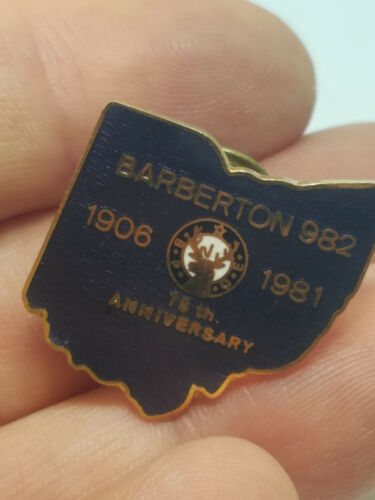 BARBERTON 982
1906 1981
75 th.
ANNIVERSARY